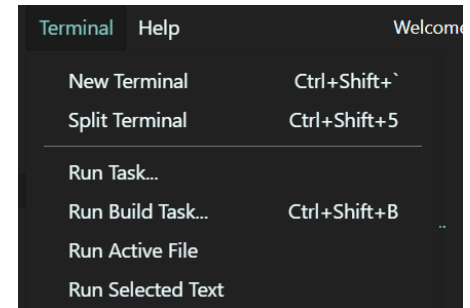 Terminal Help Welcome
New Terminal Ctrl+Shift+`
Split Terminal Ctrl+Shift+5
Run Task...
Run Build Task... Ctrl+Shift+B
Run Active File
Run Selected Text